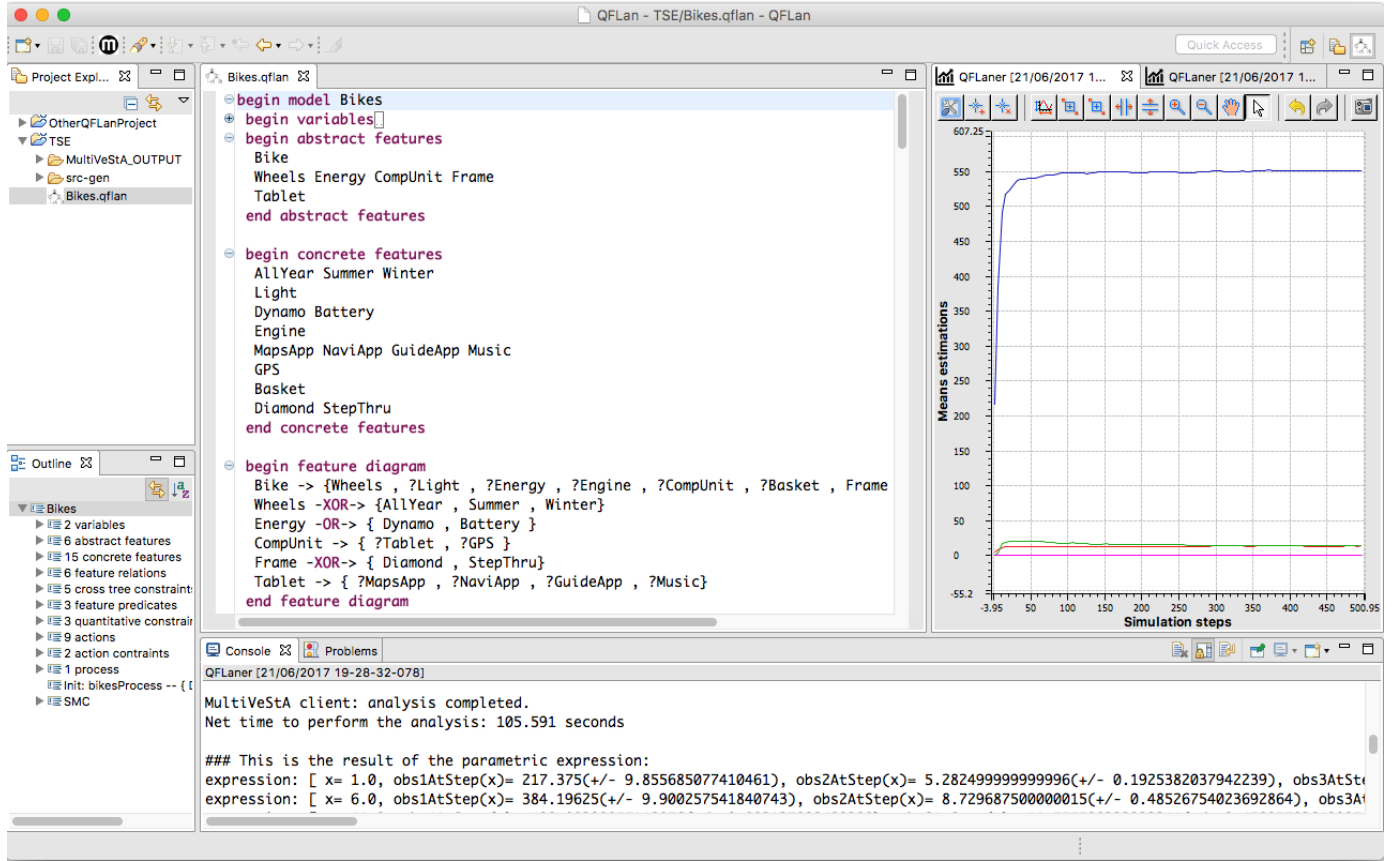 QFLan - TSE/Bikes.qflan - QFLan
Quick Access
Project Expl...
OtherQFLanProject
TSE
MultiVeStA_OUTPUT
src-gen
Bikes.qflan
Outline
Bikes
2 variables
6 abstract features
15 concrete features
6 feature relations
5 cross tree constraint
3 feature predicates
3 quantitative constrain
9 actions
2 action contraints
1 process
Init: bikesProcess -- {
SMC
Bikes.qflan
begin model Bikes
begin variables
begin abstract features
Bike
Wheels Energy CompUnit Frame
Tablet
end abstract features
begin concrete features
AllYear Summer Winter
Light
Dynamo Battery
Engine
MapsApp NaviApp GuideApp Music
GPS
Basket
Diamond StepThru
end concrete features
begin feature diagram
Bike -> {Wheels , ?Light , ?Energy , ?Engine , ?CompUnit , ?Basket , Frame
Wheels -XOR-> {AllYear , Summer , Winter}
Energy -OR-> { Dynamo , Battery }
CompUnit -> { ?Tablet , ?GPS }
Frame -XOR-> { Diamond , StepThru}
Tablet -> { ?MapsApp , ?NaviApp , ?GuideApp , ?Music}
end feature diagram
QFLaner [21/06/2017 1...
QFLaner [21/06/2017 1...
607.25
550
500
450
400
350
300
250
200
150
100
50
0
-55.2
Means estimations
-3.95 50 100 150 200 250 300 350 400 450 500.95
Simulation steps
Console
Problems
QFLaner [21/06/2017 19-28-32-078]
MultiVeStA client: analysis completed.
Net time to perform the analysis: 105.591 seconds
### This is the result of the parametric expression:
expression: [ x= 1.0, obs1AtStep(x)= 217.375(+/- 9.855685077410461), obs2AtStep(x)= 5.282499999999996(+/- 0.1925382037942239), obs3AtSt
expression: [ x= 6.0, obs1AtStep(x)= 384.19625(+/- 9.900257541840743), obs2AtStep(x)= 8.729687500000015(+/- 0.48526754023692864), obs3A